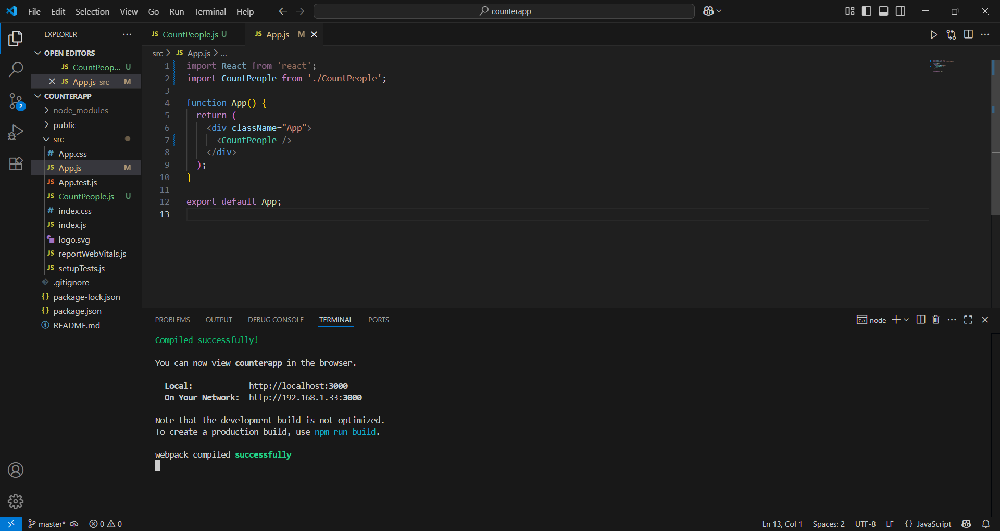 File Edit Selection View Go Run Terminal Help
counterapp
EXPLORER
OPEN EDITORS
JS CountPeop... U
JS App.js src M
COUNTERAPP
node_modules
public
src
# App.css
JS App.js M
JS App.test.js
JS CountPeople.js U
# index.css
JS index.js
logo.svg
JS reportWebVitals.js
JS setupTests.js
.gitignore
{} package-lock.json
{} package.json
README.md
2
JS CountPeople.js U
JS App.js M
src > JS App.js > ...
1 import React from 'react';
2 import CountPeople from './CountPeople';
3
4 function App() {
5 return (
6 <div className="App">
7 <CountPeople />
8 </div>
9 );
10 }
11
12 export default App;
13
PROBLEMS OUTPUT DEBUG CONSOLE TERMINAL PORTS
node
Compiled successfully!
You can now view counterapp in the browser.
Local: http://localhost:3000
On Your Network: http://192.168.1.33:3000
Note that the development build is not optimized.
To create a production build, use npm run build.
webpack compiled successfully
master* 0 0
Ln 13, Col 1 Spaces: 2 UTF-8 LF {} JavaScript